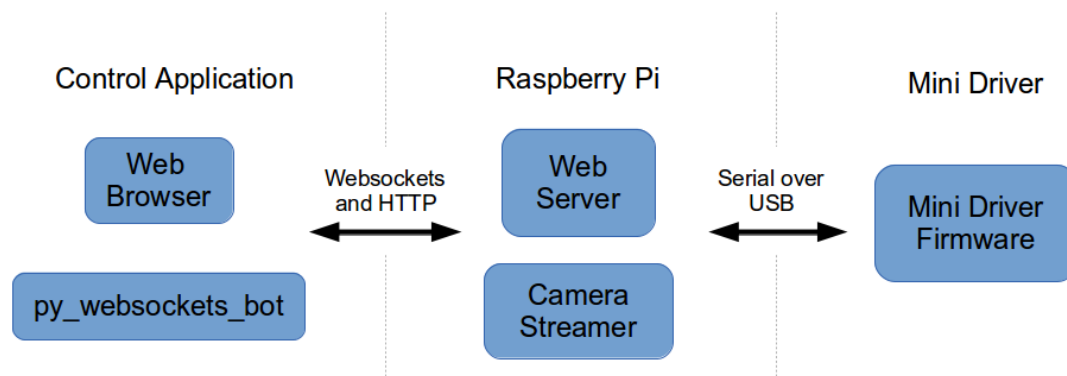 Control Application
Raspberry Pi
Mini Driver
Web
Browser
py_websockets_bot
Websockets
and HTTP
Web
Server
Camera
Streamer
Serial over
USB
Mini Driver
Firmware